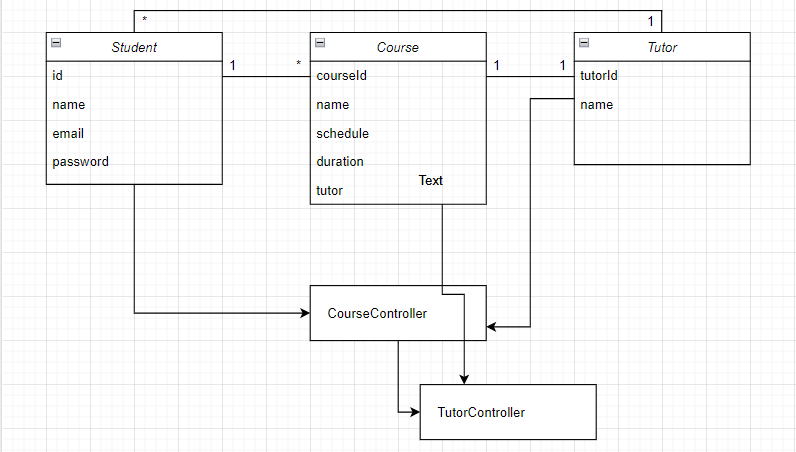 * 1
Student
id
name
email
password
1 *
Course
courseId
name
schedule
duration
tutor
Text
1 1
Tutor
tutorId
name
CourseController
TutorController